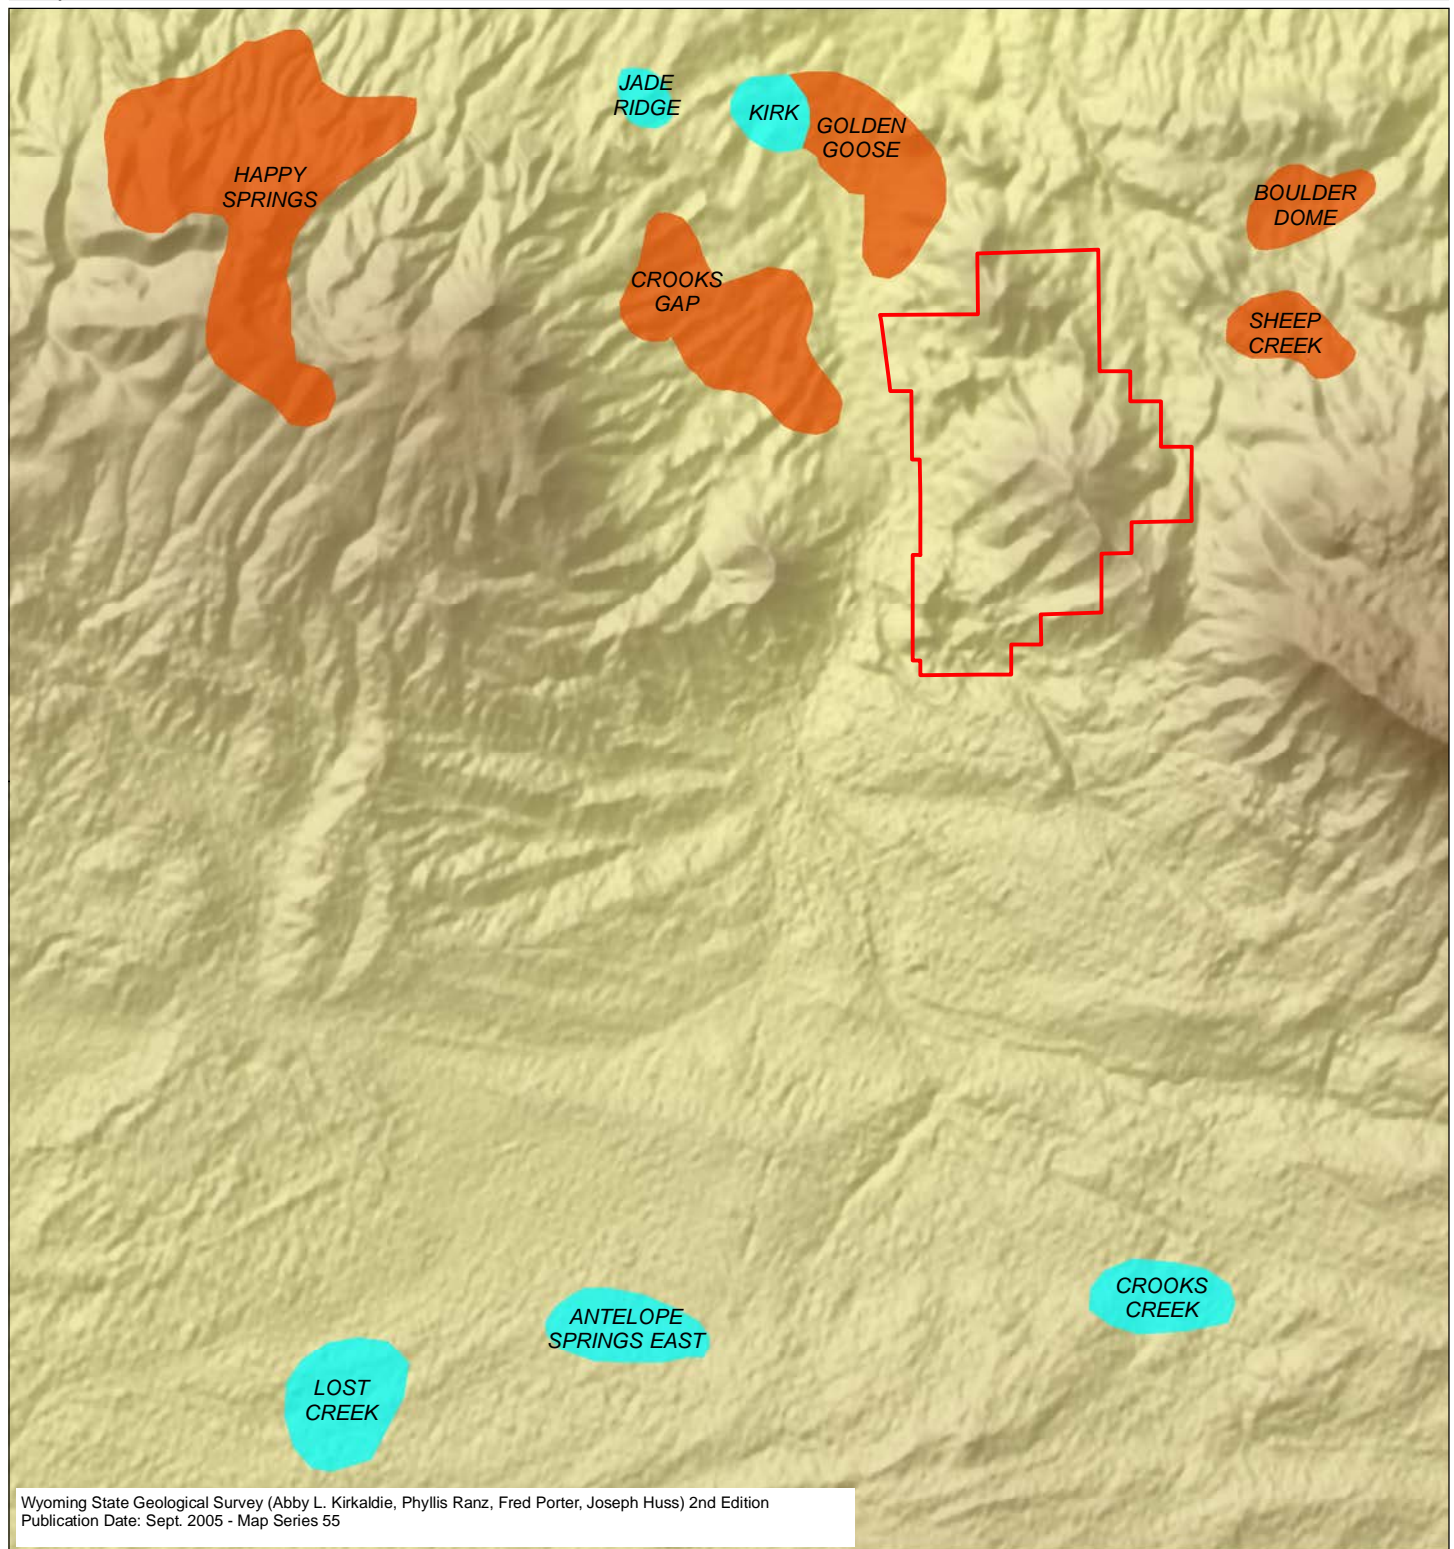 JADE
RIDGE
KIRK
GOLDEN
GOOSE
HAPPY
SPRINGS
BOULDER
DOME
CROOKS
GAP
SHEEP
CREEK
CROOKS
CREEK
ANTELOPE
SPRINGS EAST
LOST
CREEK
Wyoming State Geological Survey (Abby L. Kirkaldie, Phyllis Ranz, Fred Porter, Joseph Huss) 2nd Edition
Publication Date: Sept. 2005 - Map Series 55